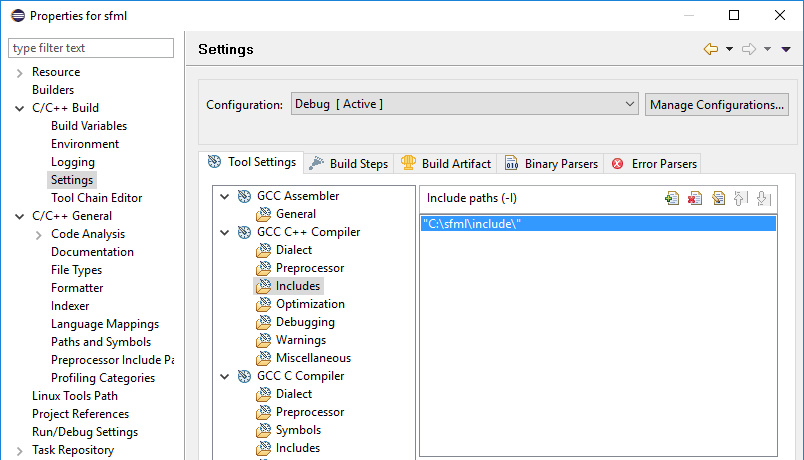 Properties for sfml
type filter text
Resource
Builders
C/C++ Build
Build Variables
Environment
Logging
Settings
Tool Chain Editor
C/C++ General
Code Analysis
Documentation
File Types
Formatter
Indexer
Language Mappings
Paths and Symbols
Preprocessor Include Pa
Profiling Categories
Linux Tools Path
Project References
Run/Debug Settings
Task Repository
Settings
Configuration:
Debug [ Active ]
Manage Configurations...
Tool Settings
Build Steps
Build Artifact
Binary Parsers
Error Parsers
GCC Assembler
General
GCC C++ Compiler
Dialect
Preprocessor
Includes
Optimization
Debugging
Warnings
Miscellaneous
GCC C Compiler
Dialect
Preprocessor
Symbols
Includes
Include paths (-I)
"C:\sfml\include\"